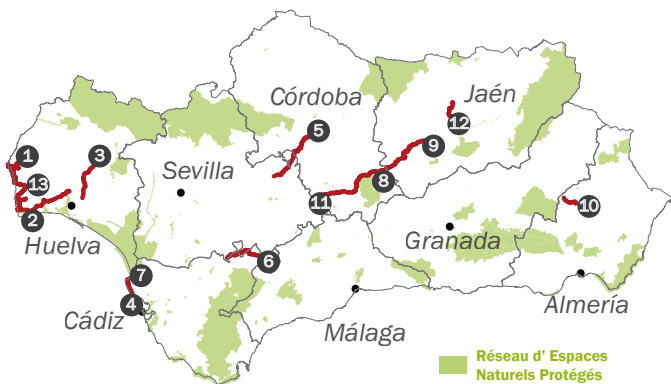 Córdoba
Jaén
Sevilla
Huelva
Granada
Cádiz
Málaga
Almería
1
3
5
12
9
13
8
2
11
10
6
7
4
Réseau d' Espaces
Naturels Protégés